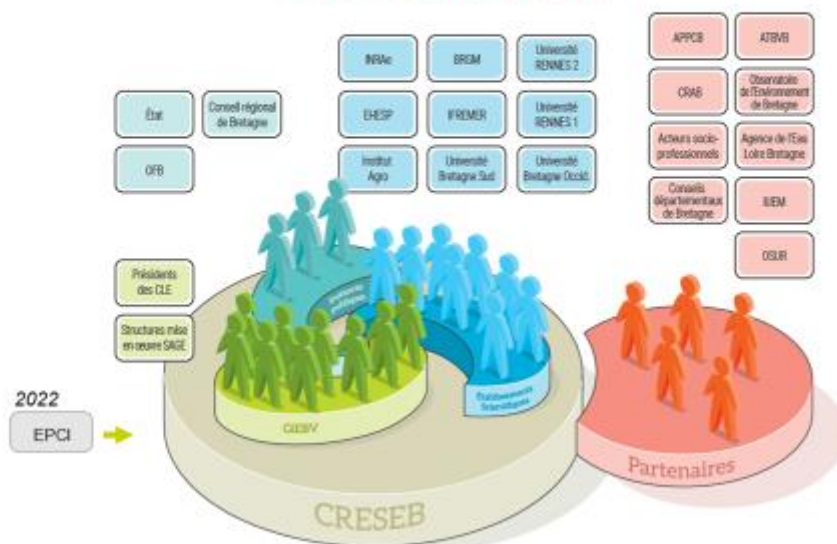 INRAe
BRGM
Université
RENNES 2
EHESP
IFREMER
Université
RENNES 1
Institut
Agro
Université
Bretagne Sud
Université
Bretagne Occid.
État
Conseil régional
de Bretagne
OFB
APPCB
ATBVB
CRAB
Observatoire
de l'Environnement
de Bretagne
Acteurs socio-
professionnels
Agence de l'Eau
Loire Bretagne
Conseils
départementaux
de Bretagne
IUEM
OSUR
Présidents
des CLE
Structures mise
en œuvre SAGE
2022
EPCI
Établissements
Scientifiques
Partenaires
CRESEB